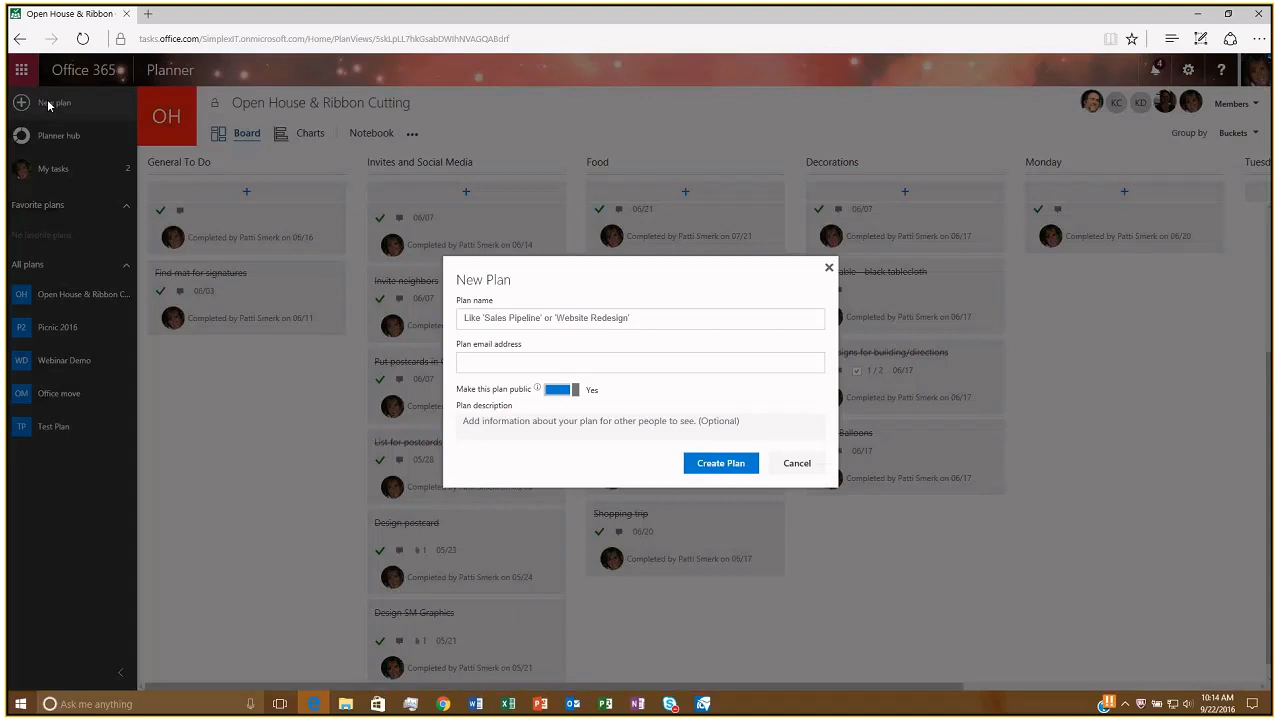 Open House & Ribbon
tasks.office.com/SimplexIT.onmicrosoft.com/Home/PlanViews/5skLpLL7hkGsabDWIhNVAGQABdrf
Office 365
Planner
4
New plan
Planner hub
My tasks
2
Favorite plans
No favorite plans
All plans
OH
Open House & Ribbon C...
P2
Picnic 2016
WD
Webinar Demo
OM
Office move
TP
Test Plan
OH
Open House & Ribbon Cutting
KC
KD
Members
Board
Charts
Notebook
Group by
Buckets
General To Do
Invites and Social Media
Food
Decorations
Monday
Tuesd
06/07
06/21
06/07
Completed by Patti Smerk on 06/16
Completed by Patti Smerk on 06/14
Completed by Patti Smerk on 07/21
Completed by Patti Smerk on 06/17
Completed by Patti Smerk on 06/20
Find mat for signatures
06/03
Completed by Patti Smerk on 06/11
Invite neighbors
06/07
Completed
Put postcards in
06/07
Completed
List for postcards
05/28
Completed
Design postcard
1
05/23
Completed by Patti Smerk on 05/24
Design SM Graphics
1
05/21
Completed by Patti Smerk on 05/21
Shopping trip
06/20
Completed by Patti Smerk on 06/17
able - black tablecloth
Completed by Patti Smerk on 06/17
igns for building/directions
1 / 2
06/17
Completed by Patti Smerk on 06/17
Balloons
06/17
Completed by Patti Smerk on 06/17
New Plan
Plan name
Like 'Sales Pipeline' or 'Website Redesign'
Plan email address
Make this plan public
Yes
Plan description
Add information about your plan for other people to see. (Optional)
Create Plan
Cancel
Ask me anything
10:14 AM
9/22/2016